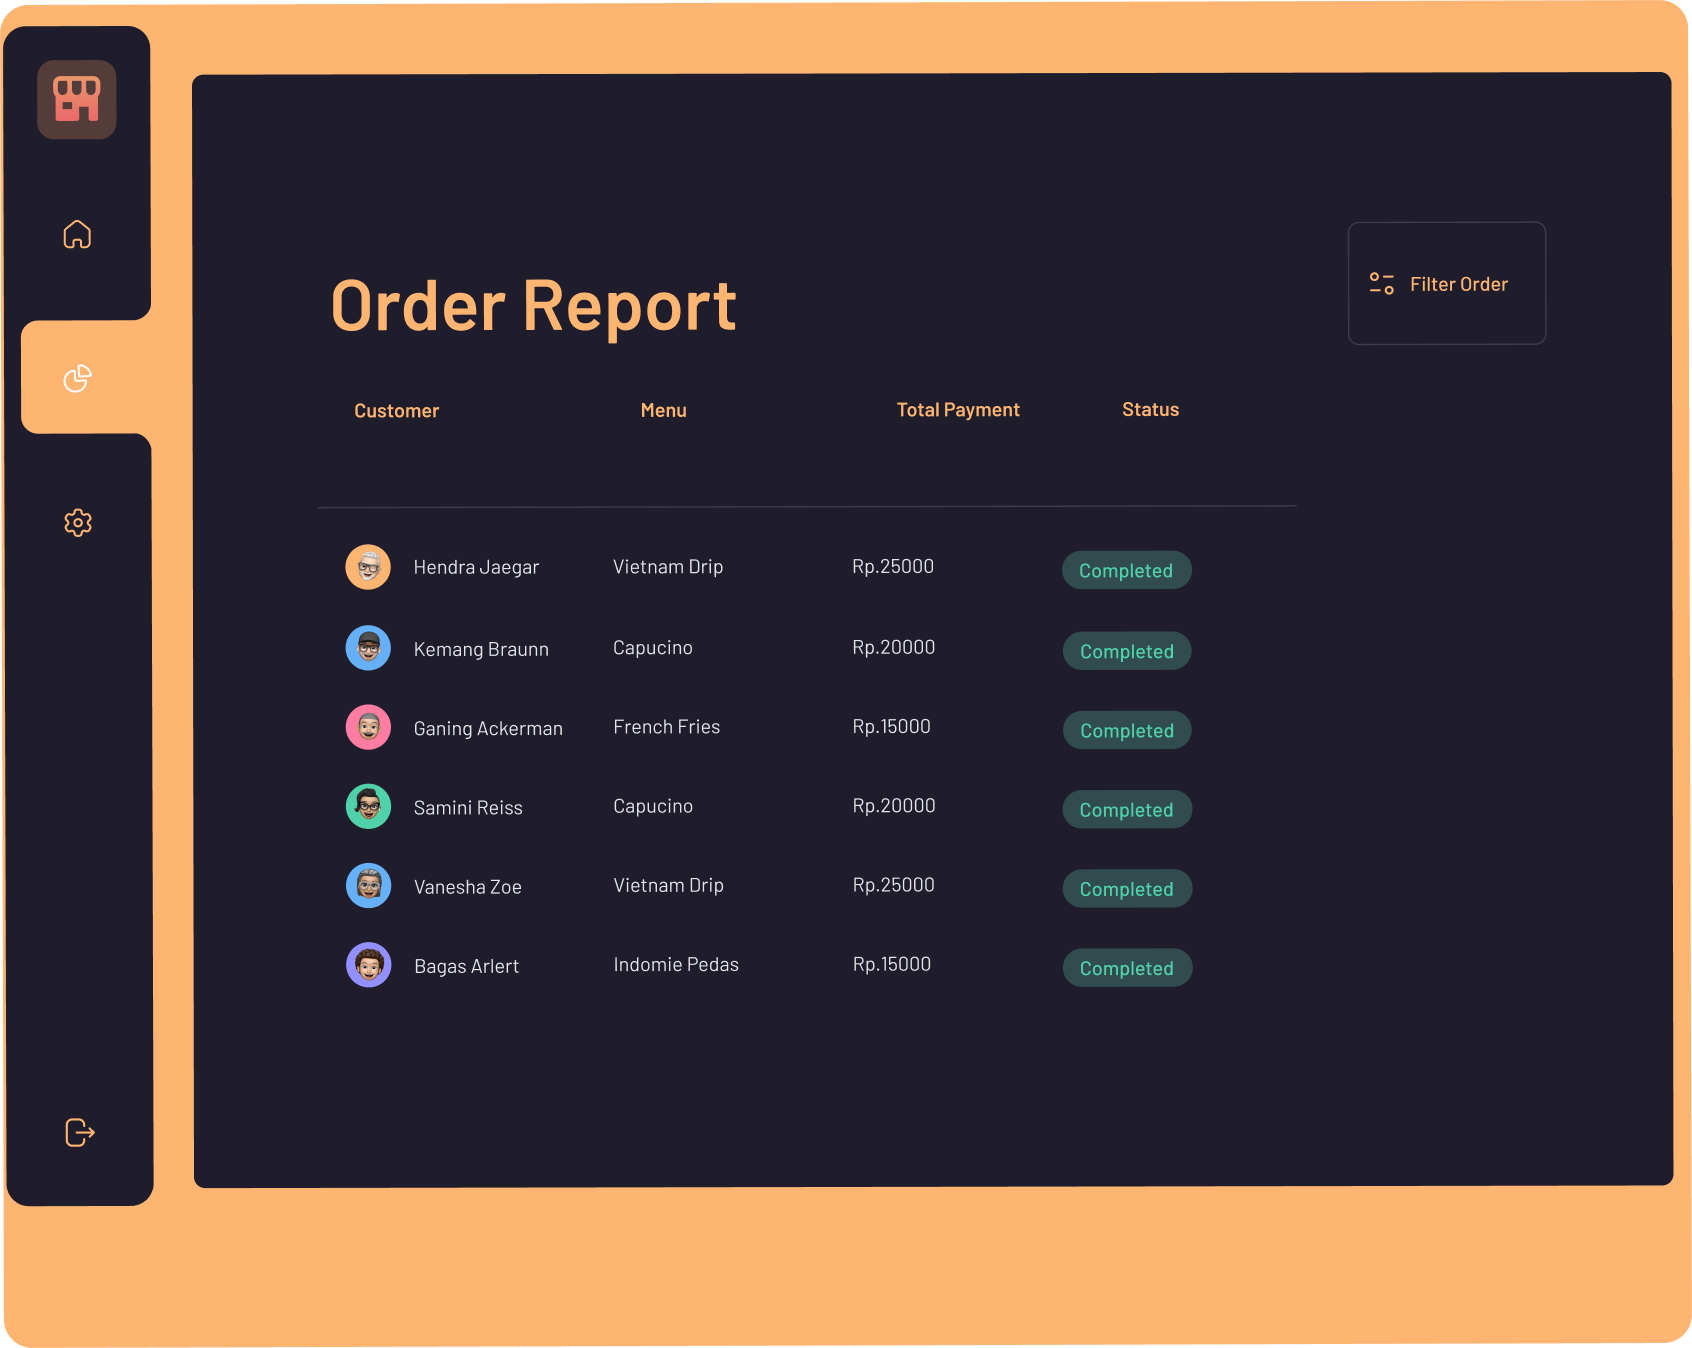 Order Report
Filter Order
Customer Menu Total Payment Status
Hendra Jaegar Vietnam Drip Rp.25000 Completed
Kemang Braunn Capucino Rp.20000 Completed
Ganing Ackerman French Fries Rp.15000 Completed
Samini Reiss Capucino Rp.20000 Completed
Vanesha Zoe Vietnam Drip Rp.25000 Completed
Bagas Arlert Indomie Pedas Rp.15000 Completed